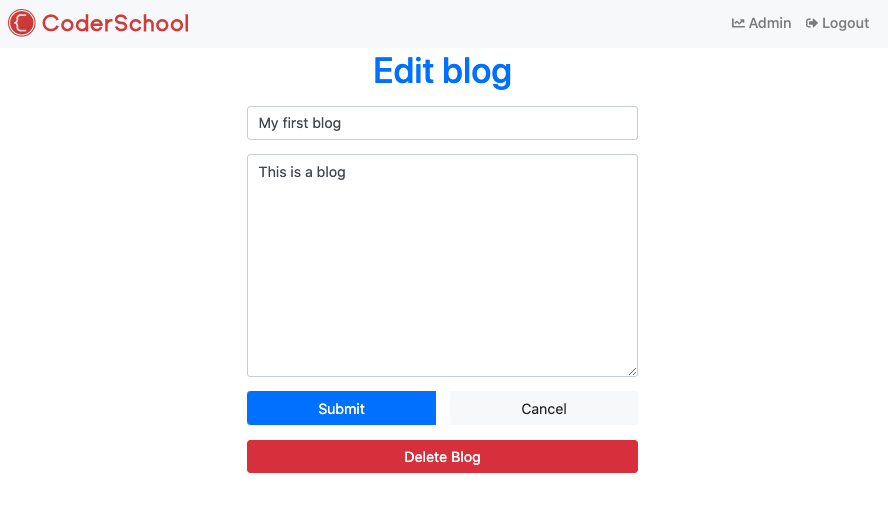 CoderSchool
Admin Logout
Edit blog
My first blog
This is a blog
Submit Cancel
Delete Blog